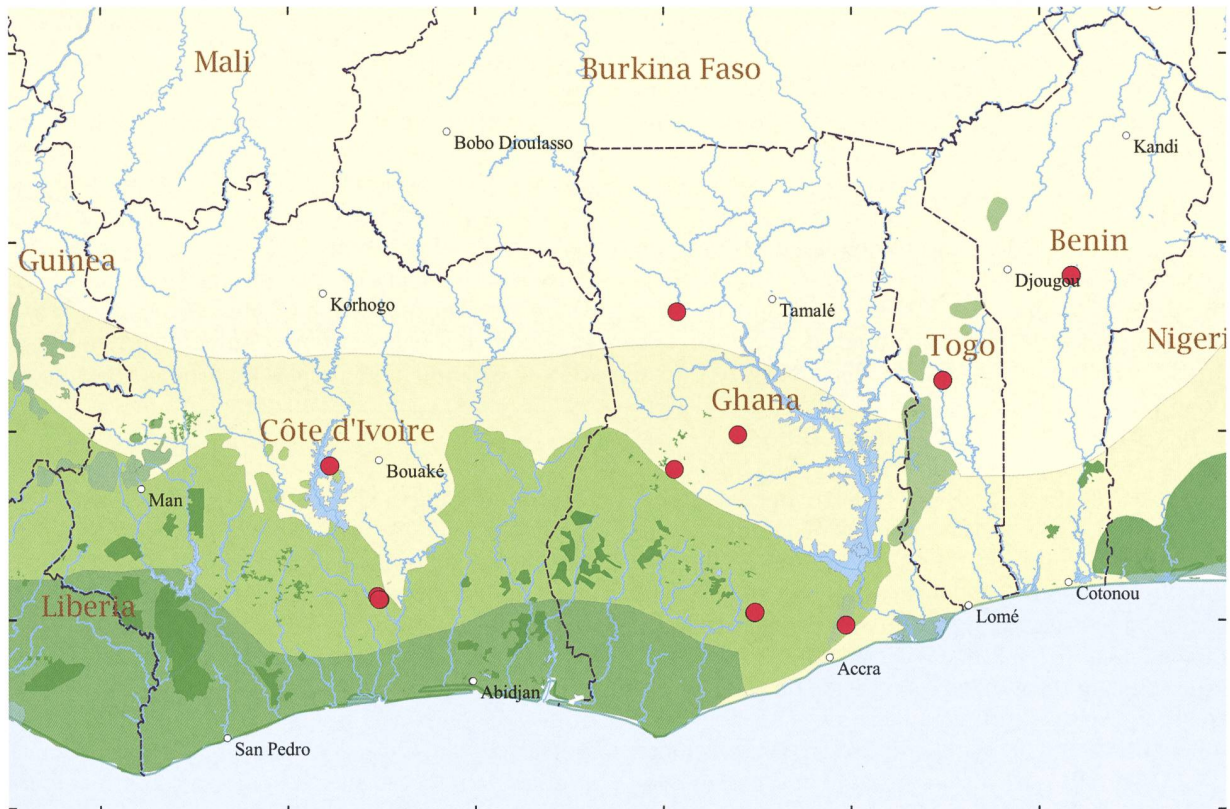 Mali
Burkina Faso
Bobo Dioulasso
Kandi
Guinea
Benin
Djougou
Korhogo
Tamalé
Togo
Nigeri
Ghana
Côte d'Ivoire
Bouaké
Man
Liberia
Cotonou
Lomé
Accra
Abidjan
San Pedro